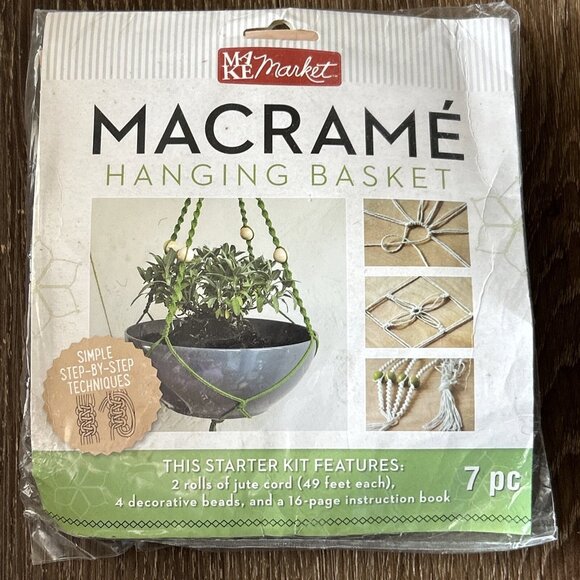 MAKE Market
MACRAMÉ
HANGING BASKET
SIMPLE
STEP-BY-STEP
TECHNIQUES
THIS STARTER KIT FEATURES:
2 rolls of jute cord (49 feet each),
4 decorative beads, and a 16-page instruction book
7 pc